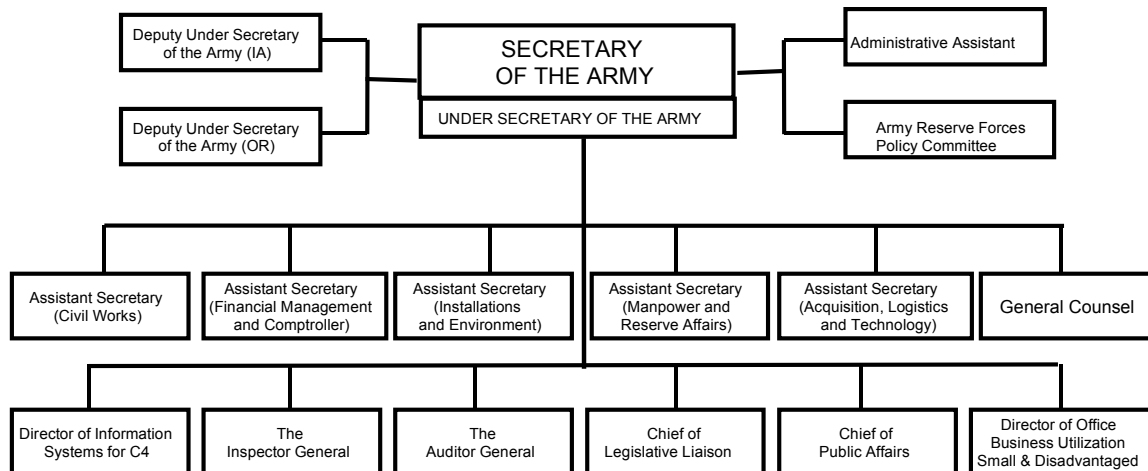 Deputy Under Secretary
of the Army (IA)
SECRETARY
OF THE ARMY
UNDER SECRETARY OF THE ARMY
Administrative Assistant
Deputy Under Secretary
of the Army (OR)
Army Reserve Forces
Policy Committee
Assistant Secretary
(Civil Works)
Assistant Secretary
(Financial Management
and Comptroller)
Assistant Secretary
(Installations
and Environment)
Assistant Secretary
(Manpower and
Reserve Affairs)
Assistant Secretary
(Acquisition, Logistics
and Technology)
General Counsel
Director of Information
Systems for C4
The
Inspector General
The
Auditor General
Chief of
Legislative Liaison
Chief of
Public Affairs
Director of Office
Business Utilization
Small & Disadvantaged